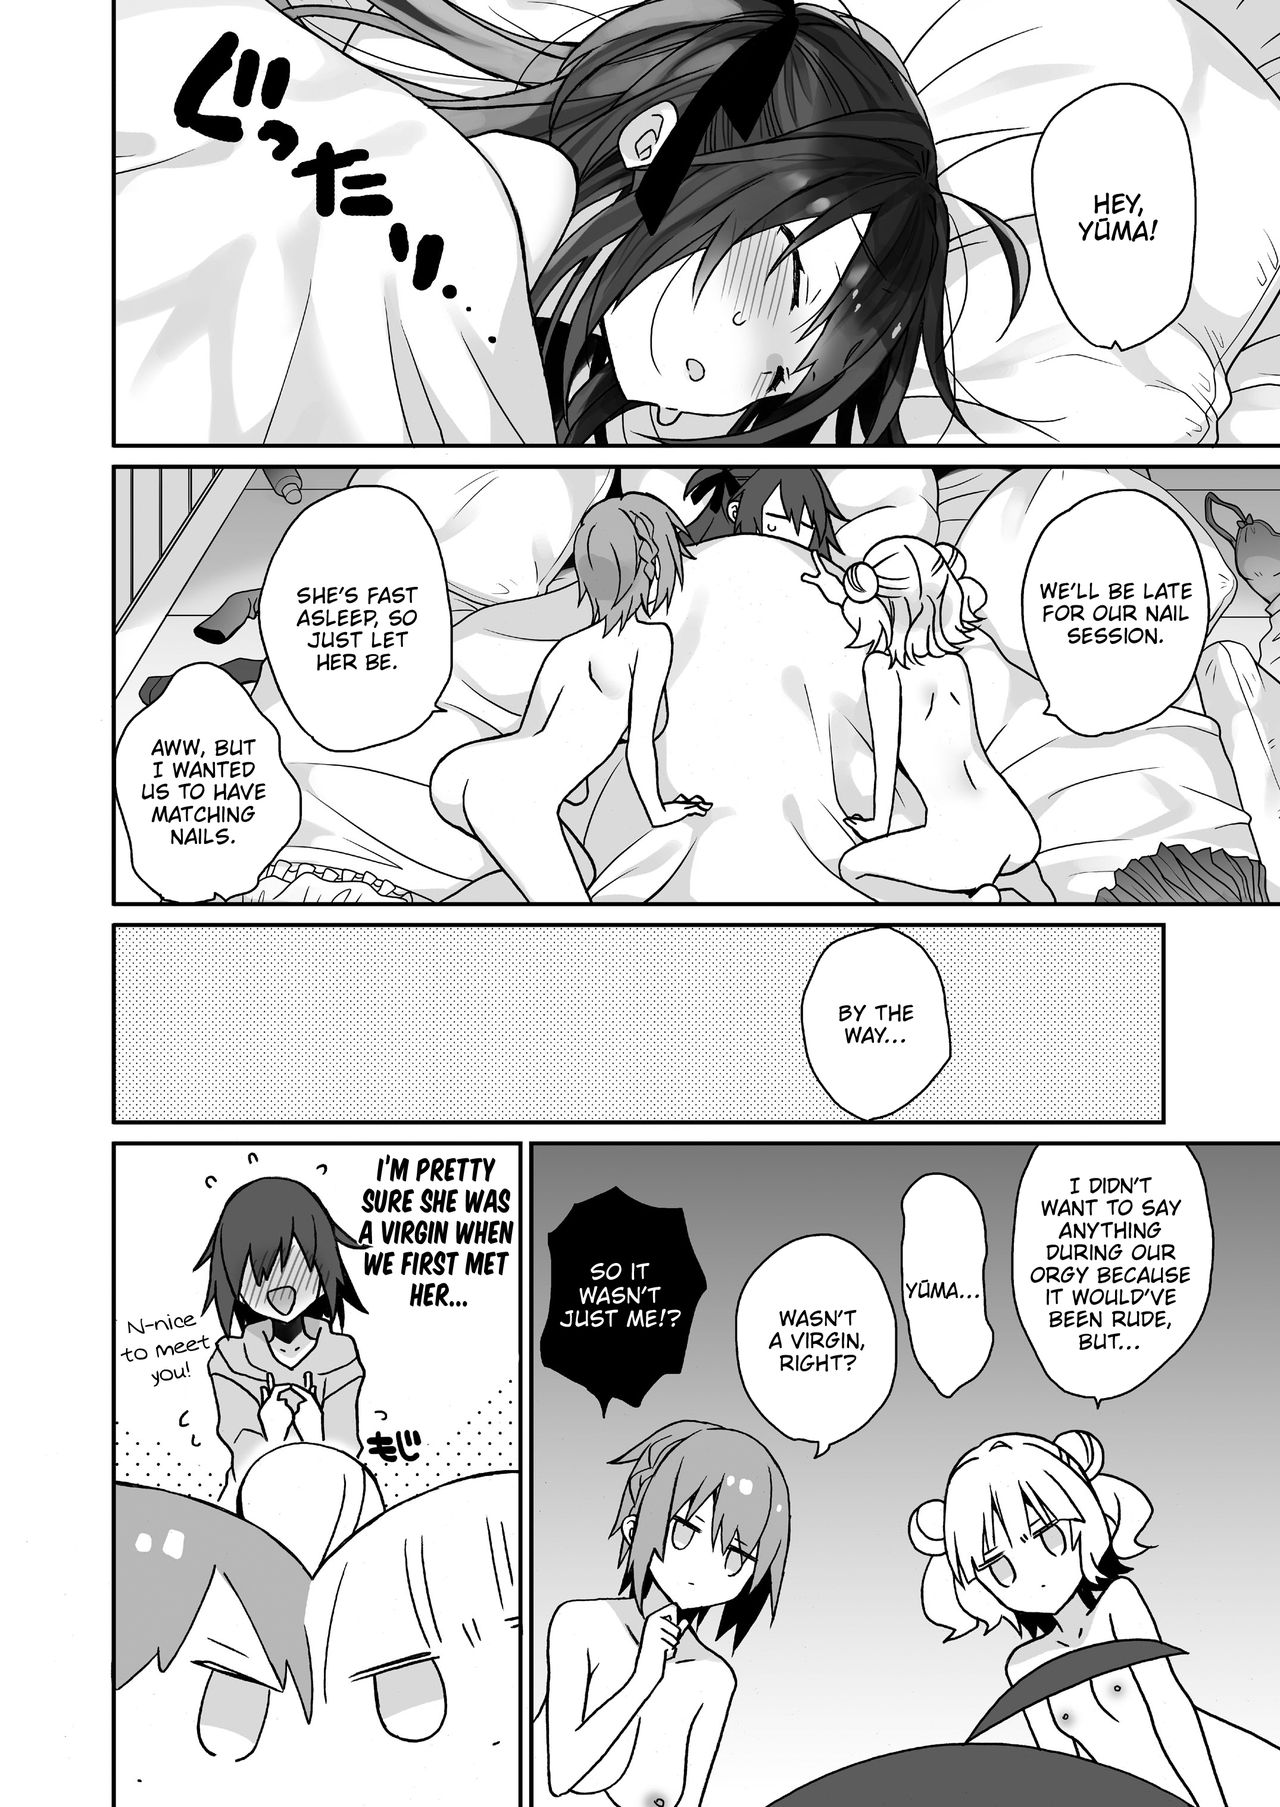 HEY,
YŪMA!
ぐったりッ..
WE'LL BE LATE
FOR OUR NAIL
SESSION.
SHE'S FAST
ASLEEP, SO
JUST LET
HER BE.
AWW, BUT
I WANTED
US TO HAVE
MATCHING
NAILS.
BY THE
WAY...
I DIDN'T
WANT TO SAY
ANYTHING
DURING OUR
ORGY BECAUSE
IT WOULD'VE
BEEN RUDE,
BUT...
YŪMA...
WASN'T
A VIRGIN,
RIGHT?
SO IT
WASN'T
JUST ME!?
I'M PRETTY
SURE SHE WAS
A VIRGIN WHEN
WE FIRST MET
HER...
N-nice
to meet
you!
もじ